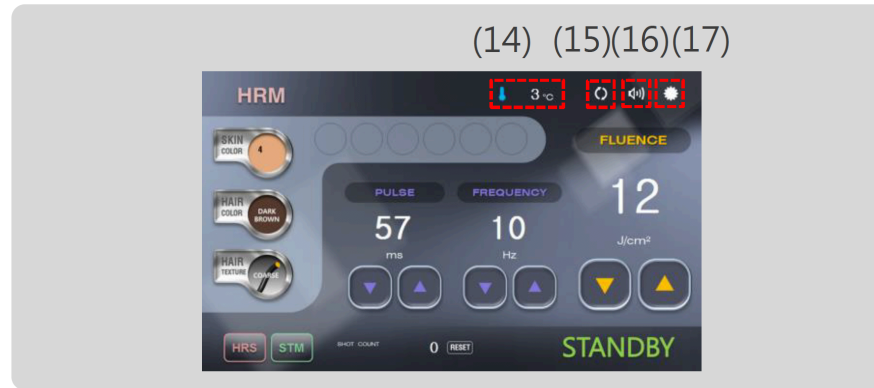 (14) (15)(16)(17)
HRM
3 °C
SKIN
COLOR
4
FLUENCE
PULSE
FREQUENCY
12
HAIR
COLOR
DARK
BROWN
57
10
J/cm²
ms
Hz
HAIR
TEXTURE
COARSE
HRS STM
SHOT COUNT
0 RESET
STANDBY